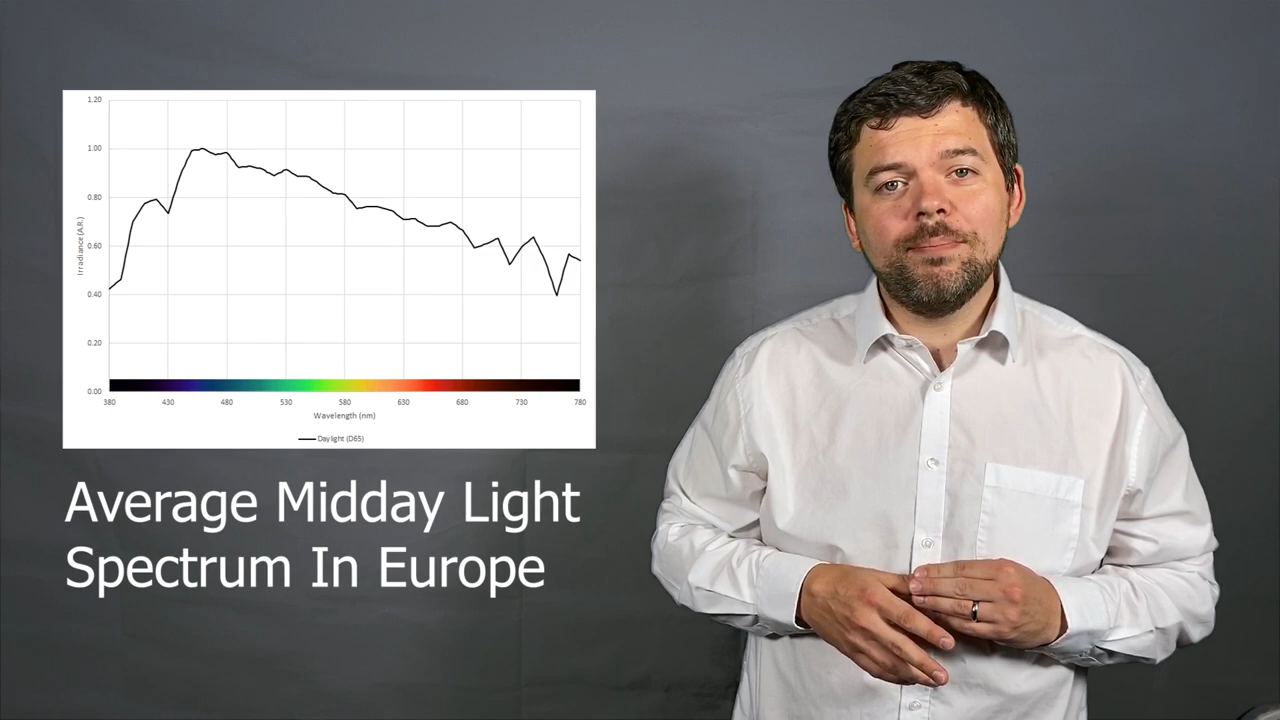 1.20
1.00
0.80
0.60
0.40
0.20
0.00
Irradiance (A.R.)
380 430 480 530 580 630 680 730 780
Wavelength (nm)
Daylight (D65)
Average Midday Light
Spectrum In Europe